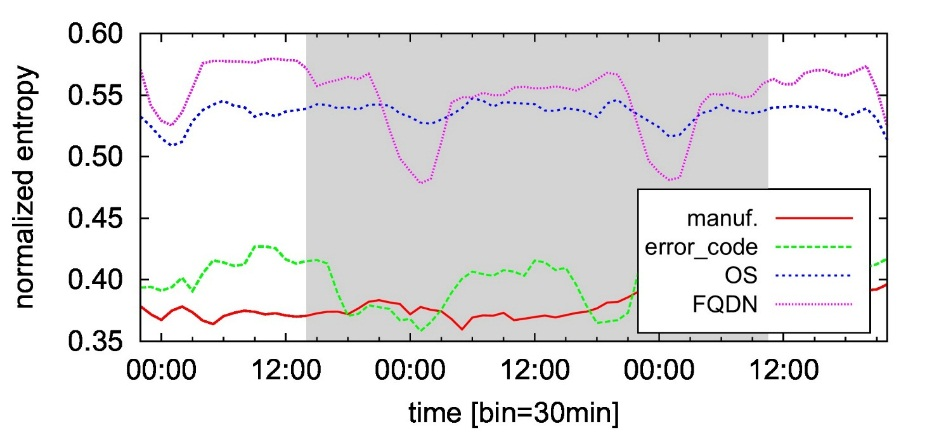 normalized entropy
0.60
0.55
0.50
0.45
0.40
0.35
manuf.
error_code
OS
FQDN
00:00 12:00 00:00 12:00 00:00 12:00
time [bin=30min]